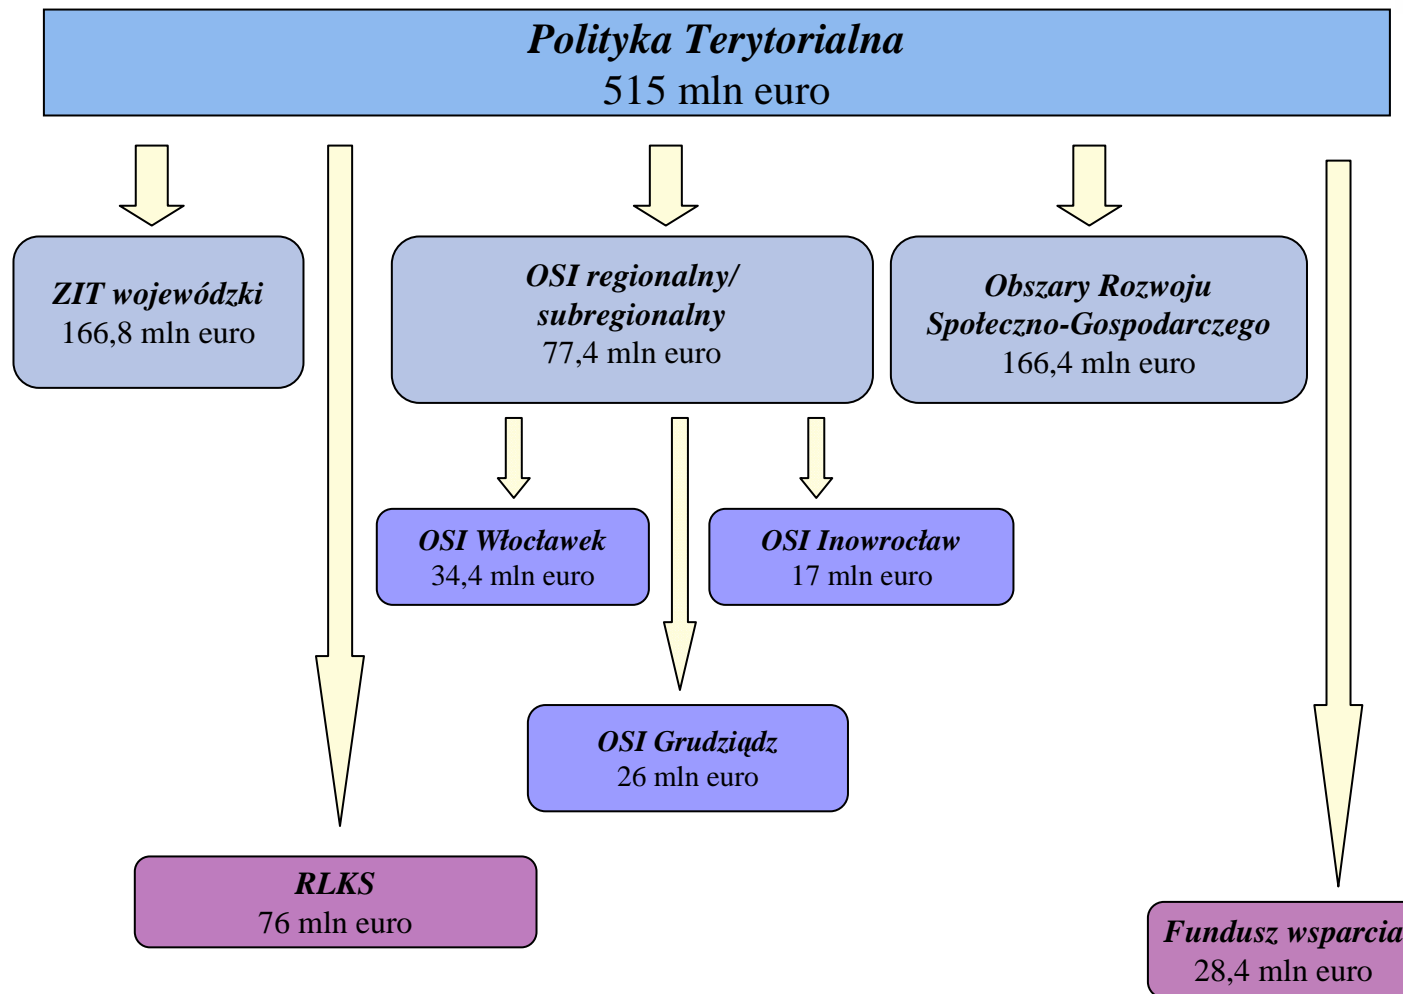 Polityka Terytorialna
515 mln euro
ZIT wojewódzki
166,8 mln euro
OSI regionalny/
subregionalny
77,4 mln euro
Obszary Rozwoju
Społeczno-Gospodarczego
166,4 mln euro
OSI Włocławek
34,4 mln euro
OSI Inowrocław
17 mln euro
OSI Grudziądz
26 mln euro
RLKS
76 mln euro
Fundusz wsparcia
28,4 mln euro